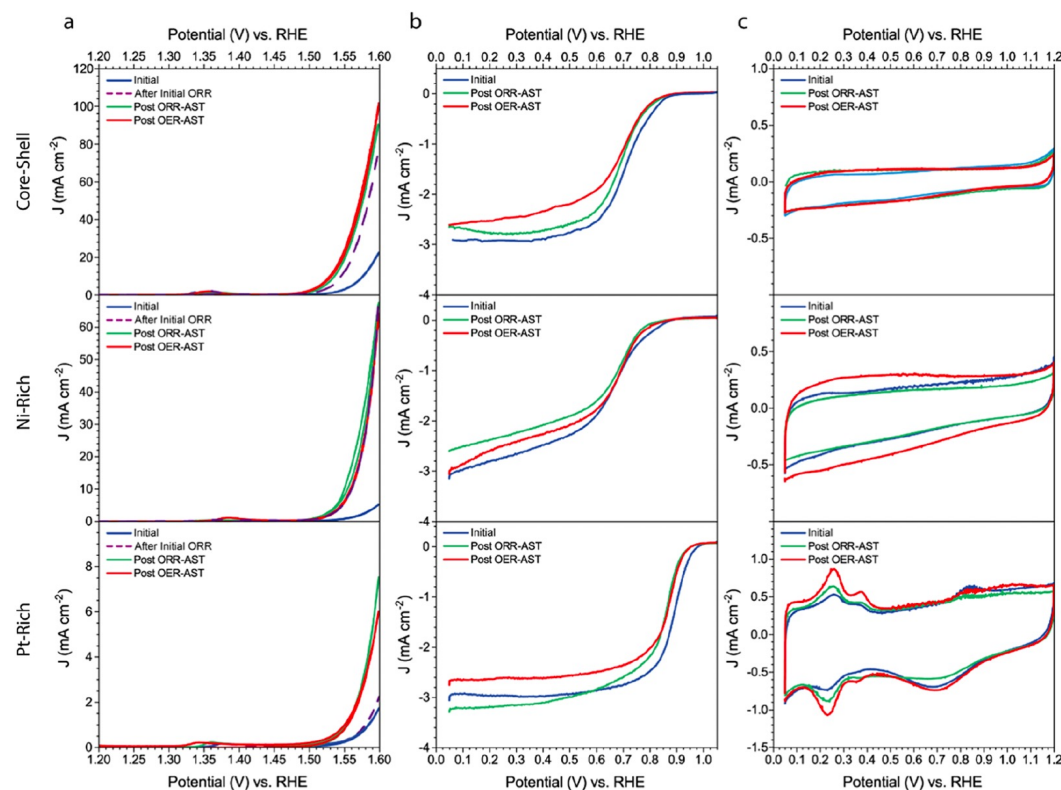 a
b
c
Potential (V) vs. RHE
Potential (V) vs. RHE
Potential (V) vs. RHE
1.20 1.25 1.30 1.35 1.40 1.45 1.50 1.55 1.60
0.0 0.1 0.2 0.3 0.4 0.5 0.6 0.7 0.8 0.9 1.0
0.0 0.1 0.2 0.3 0.4 0.5 0.6 0.7 0.8 0.9 1.0 1.1 1.2
Core-Shell
J (mA cm⁻²)
120
100
80
60
40
20
0
Initial
After Initial ORR
Post ORR-AST
Post OER-AST
J (mA cm⁻²)
0
-1
-2
-3
-4
Initial
Post ORR-AST
Post OER-AST
J (mA cm⁻²)
1.0
0.5
0.0
-0.5
Initial
Post ORR-AST
Post OER-AST
Ni-Rich
J (mA cm⁻²)
60
50
40
30
20
10
0
Initial
After Initial ORR
Post ORR-AST
Post OER-AST
J (mA cm⁻²)
0
-1
-2
-3
-4
Initial
Post ORR-AST
Post OER-AST
J (mA cm⁻²)
0.5
0.0
-0.5
Initial
Post ORR-AST
Post OER-AST
Pt-Rich
J (mA cm⁻²)
8
6
4
2
0
Initial
After Initial ORR
Post ORR-AST
Post OER-AST
J (mA cm⁻²)
0
-1
-2
-3
-4
Initial
Post ORR-AST
Post OER-AST
J (mA cm⁻²)
1.0
0.5
0.0
-0.5
-1.0
-1.5
Initial
Post ORR-AST
Post OER-AST
1.20 1.25 1.30 1.35 1.40 1.45 1.50 1.55 1.60
0.0 0.1 0.2 0.3 0.4 0.5 0.6 0.7 0.8 0.9 1.0
0.0 0.1 0.2 0.3 0.4 0.5 0.6 0.7 0.8 0.9 1.0 1.1 1.2
Potential (V) vs. RHE
Potential (V) vs. RHE
Potential (V) vs. RHE